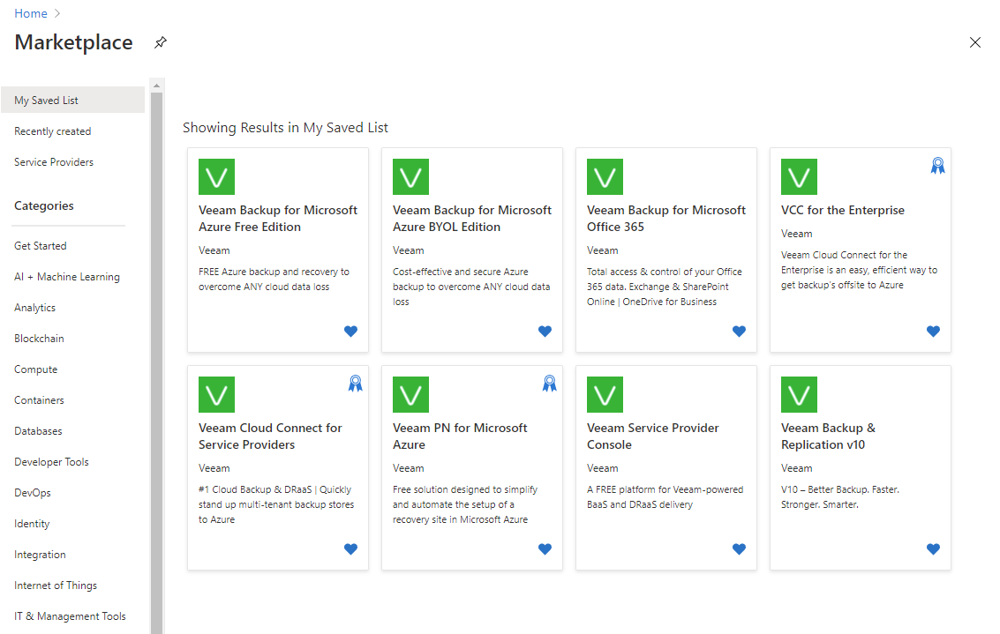 Home
Marketplace
My Saved List
Recently created
Service Providers
Categories
Get Started
AI + Machine Learning
Analytics
Blockchain
Compute
Containers
Databases
Developer Tools
DevOps
Identity
Integration
Internet of Things
IT & Management Tools
Showing Results in My Saved List
Veeam Backup for Microsoft
Azure Free Edition
Veeam
FREE Azure backup and recovery to
overcome ANY cloud data loss
Veeam Backup for Microsoft
Azure BYOL Edition
Veeam
Cost-effective and secure Azure
backup to overcome ANY cloud data
loss
Veeam Backup for Microsoft
Office 365
Veeam
Total access & control of your Office
365 data. Exchange & SharePoint
Online | OneDrive for Business
VCC for the Enterprise
Veeam
Veeam Cloud Connect for the
Enterprise is an easy, efficient way to
get backup's offsite to Azure
Veeam Cloud Connect for
Service Providers
Veeam
#1 Cloud Backup & DRaaS | Quickly
stand up multi-tenant backup stores
to Azure
Veeam PN for Microsoft
Azure
Veeam
Free solution designed to simplify
and automate the setup of a
recovery site in Microsoft Azure
Veeam Service Provider
Console
Veeam
A FREE platform for Veeam-powered
BaaS and DRaaS delivery
Veeam Backup &
Replication v10
Veeam
V10 – Better Backup. Faster.
Stronger. Smarter.